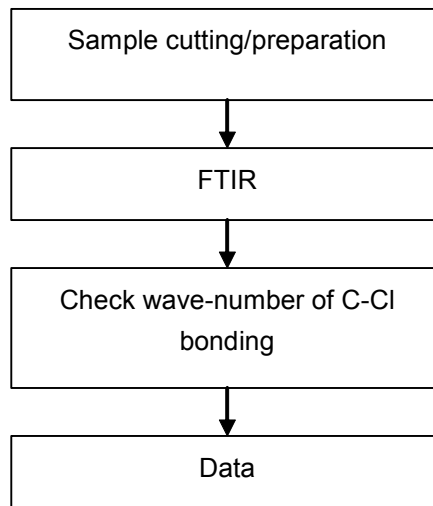 Sample cutting/preparation
FTIR
Check wave-number of C-Cl
bonding
Data